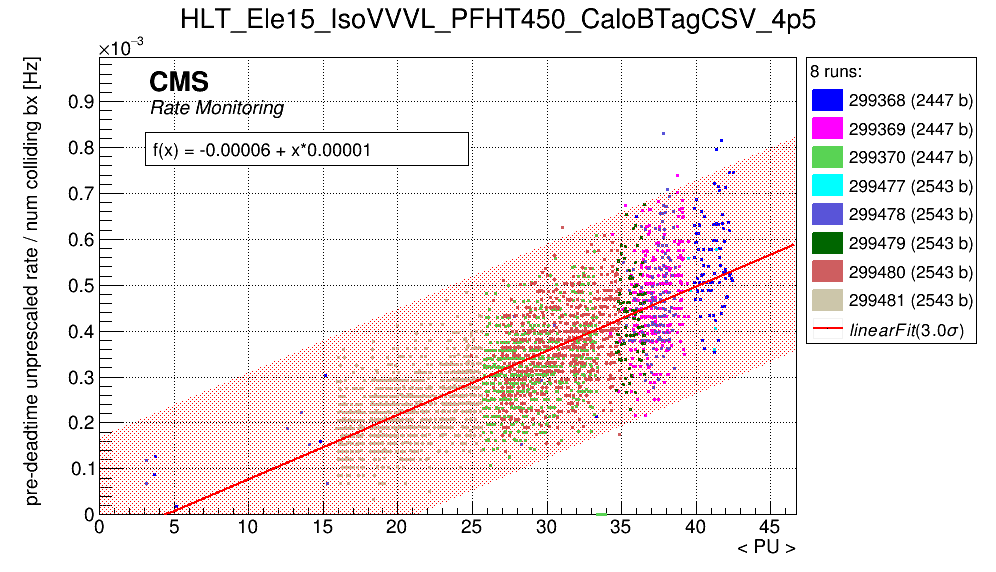 HLT_Ele15_IsoVVVL_PFHT450_CaloBTagCSV_4p5
×10⁻³
pre-deadtime unprescaled rate / num colliding bx [Hz]
CMS
Rate Monitoring
f(x) = -0.00006 + x*0.00001
0.9
0.8
0.7
0.6
0.5
0.4
0.3
0.2
0.1
0
0 5 10 15 20 25 30 35 40 45
< PU >
8 runs:
299368 (2447 b)
299369 (2447 b)
299370 (2447 b)
299477 (2543 b)
299478 (2543 b)
299479 (2543 b)
299480 (2543 b)
299481 (2543 b)
linearFit(3.0σ)